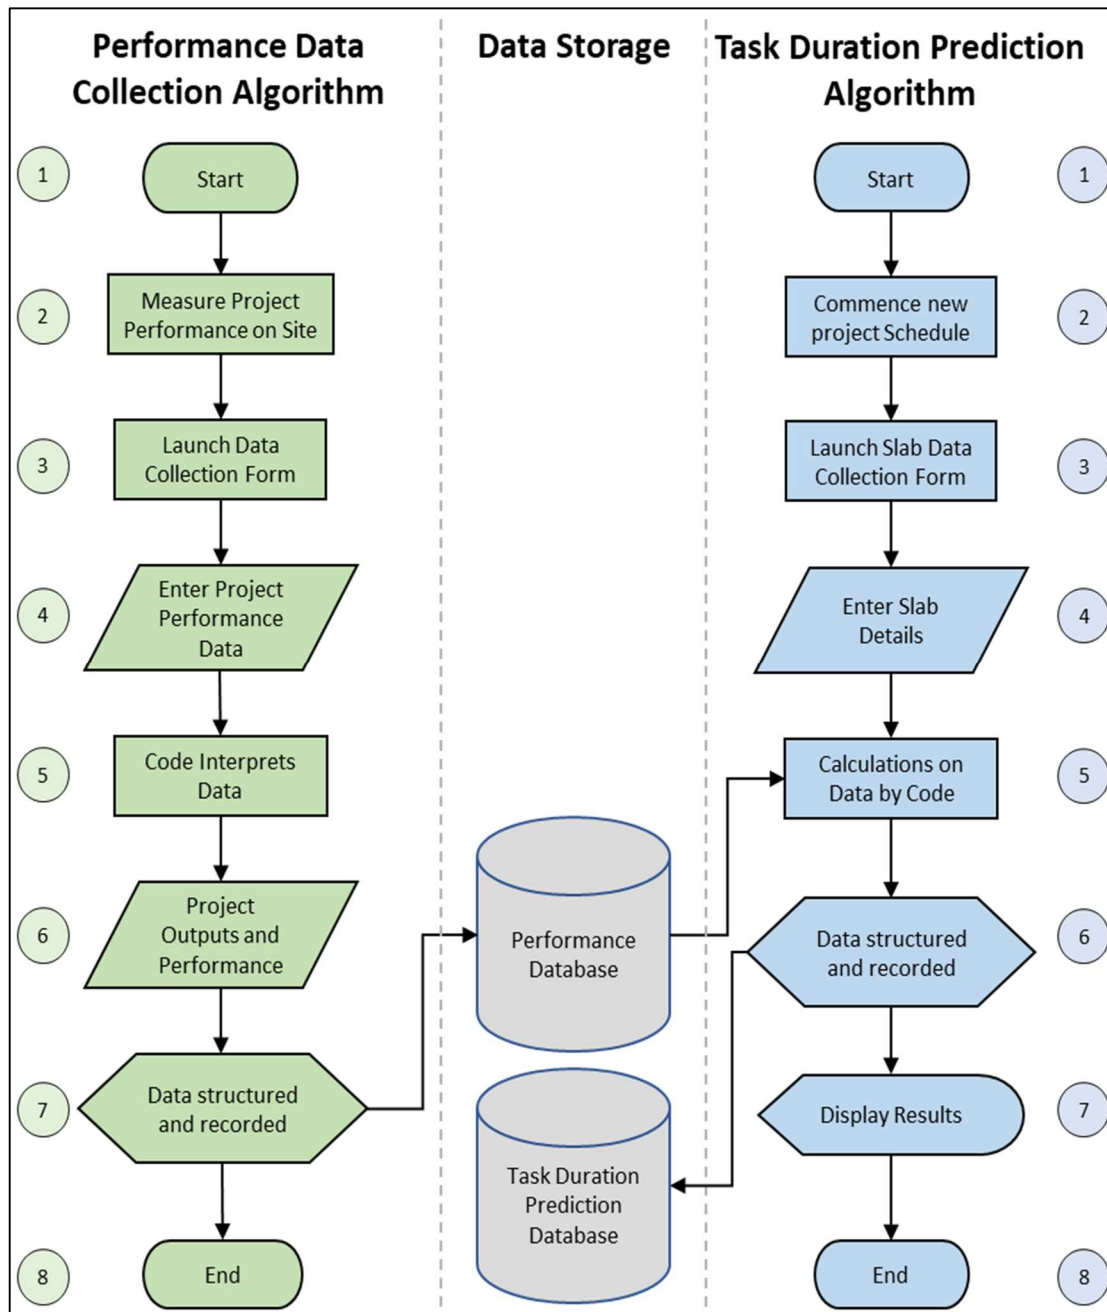 Performance Data
Collection Algorithm
Data Storage
Task Duration Prediction
Algorithm
1
Start
2
Measure Project
Performance on Site
3
Launch Data
Collection Form
4
Enter Project
Performance
Data
5
Code Interprets
Data
6
Project
Outputs and
Performance
7
Data structured
and recorded
8
End
Performance
Database
Task Duration
Prediction
Database
Start
1
Commence new
project Schedule
2
Launch Slab Data
Collection Form
3
Enter Slab
Details
4
Calculations on
Data by Code
5
Data structured
and recorded
6
Display Results
7
End
8